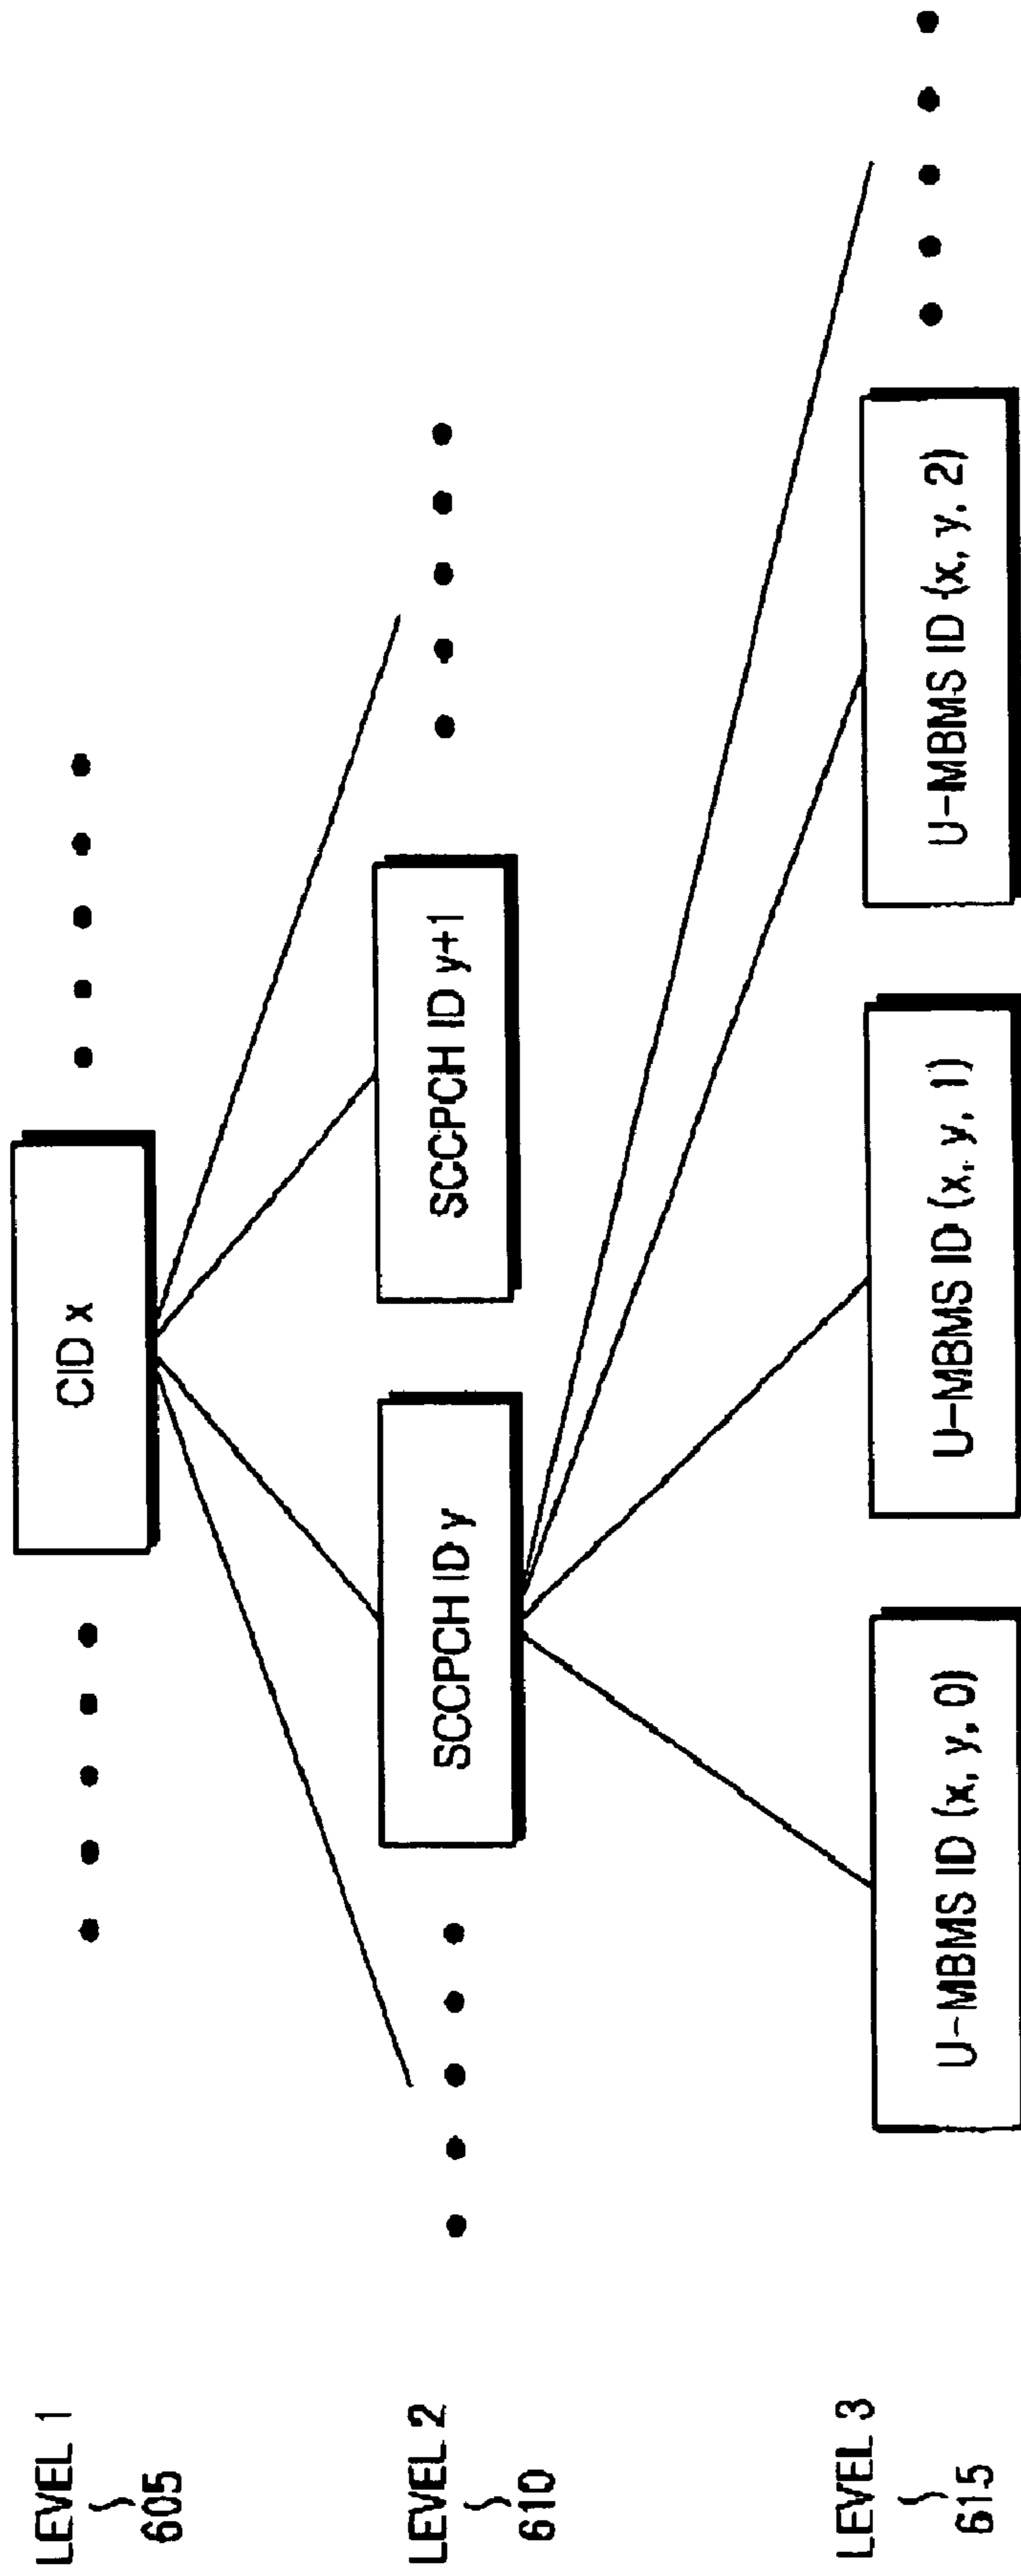 LEVEL 1
605
CID x
LEVEL 2
610
SCCPCH ID y
SCCPCH ID y+1
LEVEL 3
615
U-MBMS ID (x, y, 0)
U-MBMS ID (x, y, 1)
U-MBMS ID (x, y, 2)